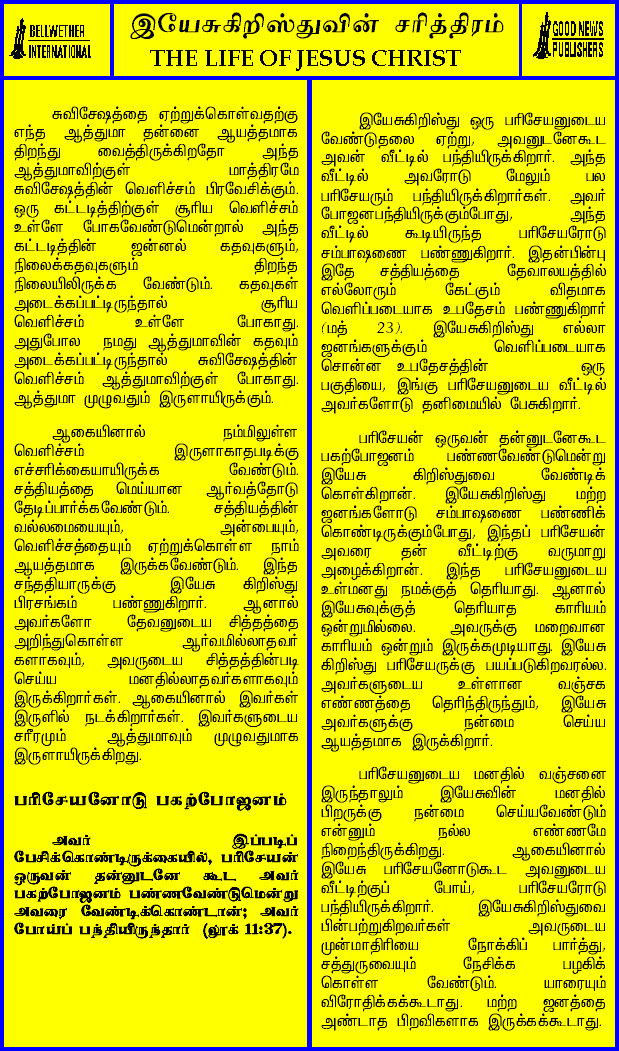 BELLWETHER
INTERNATIONAL
இயேசுகிறிஸ்துவின் சரித்திரம்
THE LIFE OF JESUS CHRIST
GOOD NEWS
PUBLISHERS
சுவிசேஷத்தை ஏற்றுக்கொள்வதற்கு
எந்த ஆத்துமா தன்னை ஆயத்தமாக
திறந்து வைத்திருக்கிறதோ அந்த
ஆத்துமாவிற்குள் மாத்திரமே
சுவிசேஷத்தின் வெளிச்சம் பிரவேசிக்கும்.
ஒரு கட்டடத்திற்குள் சூரிய வெளிச்சம்
உள்ளே போகவேண்டுமென்றால் அந்த
கட்டடத்தின் ஜன்னல் கதவுகளும்,
நிலைக்கதவுகளும் திறந்த
நிலையிலிருக்க வேண்டும். கதவுகள்
அடைக்கப்பட்டிருந்தால் சூரிய
வெளிச்சம் உள்ளே போகாது.
அதுபோல நமது ஆத்துமாவின் கதவும்
அடைக்கப்பட்டிருந்தால் சுவிசேஷத்தின்
வெளிச்சம் ஆத்துமாவிற்குள் போகாது.
ஆத்துமா முழுவதும் இருளாயிருக்கும்.
ஆகையினால் நம்மிலுள்ள
வெளிச்சம் இருளாகாதபடிக்கு
எச்சரிக்கையாயிருக்க வேண்டும்.
சத்தியத்தை மெய்யான ஆர்வத்தோடு
தேடிப்பார்க்கவேண்டும். சத்தியத்தின்
வல்லமையையும், அன்பையும்,
வெளிச்சத்தையும் ஏற்றுக்கொள்ள நாம்
ஆயத்தமாக இருக்கவேண்டும். இந்த
சந்ததியாருக்கு இயேசு கிறிஸ்து
பிரசங்கம் பண்ணுகிறார். ஆனால்
அவர்களோ தேவனுடைய சித்தத்தை
அறிந்துகொள்ள ஆர்வமில்லாதவர்
களாகவும், அவருடைய சித்தத்தின்படி
செய்ய மனதில்லாதவர்களாகவும்
இருக்கிறார்கள். ஆகையினால் இவர்கள்
இருளில் நடக்கிறார்கள். இவர்களுடைய
சரீரமும் ஆத்துமாவும் முழுவதுமாக
இருளாயிருக்கிறது.
பரிசேயனோடு பகற்போஜனம்
அவர் இப்படிப்
பேசிக்கொண்டிருக்கையில், பரிசேயன்
ஒருவன் தன்னுடனே கூட அவர்
பகற்போஜனம் பண்ணவேண்டுமென்று
அவரை வேண்டிக்கொண்டான்; அவர்
போய்ப் பந்தியிருந்தார் (லூக் 11:37).
இயேசுகிறிஸ்து ஒரு பரிசேயனுடைய
வேண்டுதலை ஏற்று, அவனுடனேகூட
அவன் வீட்டில் பந்தியிருக்கிறார். அந்த
வீட்டில் அவரோடு மேலும் பல
பரிசேயரும் பந்தியிருக்கிறார்கள். அவர்
போஜனபந்தியிருக்கும்போது, அந்த
வீட்டில் கூடியிருந்த பரிசேயரோடு
சம்பாஷணை பண்ணுகிறார். இதன்பின்பு
இதே சத்தியத்தை தேவாலயத்தில்
எல்லோரும் கேட்கும் விதமாக
வெளிப்படையாக உபதேசம் பண்ணுகிறார்
(மத் 23). இயேசுகிறிஸ்து எல்லா
ஜனங்களுக்கும் வெளிப்படையாக
சொன்ன உபதேசத்தின் ஒரு
பகுதியை, இங்கு பரிசேயனுடைய வீட்டில்
அவர்களோடு தனிமையில் பேசுகிறார்.
பரிசேயன் ஒருவன் தன்னுடனேகூட
பகற்போஜனம் பண்ணவேண்டுமென்று
இயேசு கிறிஸ்துவை வேண்டிக்
கொள்கிறான். இயேசுகிறிஸ்து மற்ற
ஜனங்களோடு சம்பாஷணை பண்ணிக்
கொண்டிருக்கும்போது, இந்தப் பரிசேயன்
அவரை தன் வீட்டிற்கு வருமாறு
அழைக்கிறான். இந்த பரிசேயனுடைய
உள்மனது நமக்குத் தெரியாது. ஆனால்
இயேசுவுக்குத் தெரியாத காரியம்
ஒன்றுமில்லை. அவருக்கு மறைவான
காரியம் ஒன்றும் இருக்கமுடியாது. இயேசு
கிறிஸ்து பரிசேயருக்கு பயப்படுகிறவரல்ல.
அவர்களுடைய உள்ளான வஞ்சக
எண்ணத்தை தெரிந்திருந்தும், இயேசு
அவர்களுக்கு நன்மை செய்ய
ஆயத்தமாக இருக்கிறார்.
பரிசேயனுடைய மனதில் வஞ்சனை
இருந்தாலும் இயேசுவின் மனதில்
பிறருக்கு நன்மை செய்யவேண்டும்
என்னும் நல்ல எண்ணமே
நிறைந்திருக்கிறது. ஆகையினால்
இயேசு பரிசேயனோடுகூட அவனுடைய
வீட்டிற்குப் போய், பரிசேயரோடு
பந்தியிருக்கிறார். இயேசுகிறிஸ்துவை
பின்பற்றுகிறவர்கள் அவருடைய
முன்மாதிரியை நோக்கிப் பார்த்து,
சத்துருவையும் நேசிக்க பழகிக்
கொள்ள வேண்டும். யாரையும்
விரோதிக்கக்கூடாது. மற்ற ஜனத்தை
அண்டாத பிறவிகளாக இருக்கக்கூடாது.